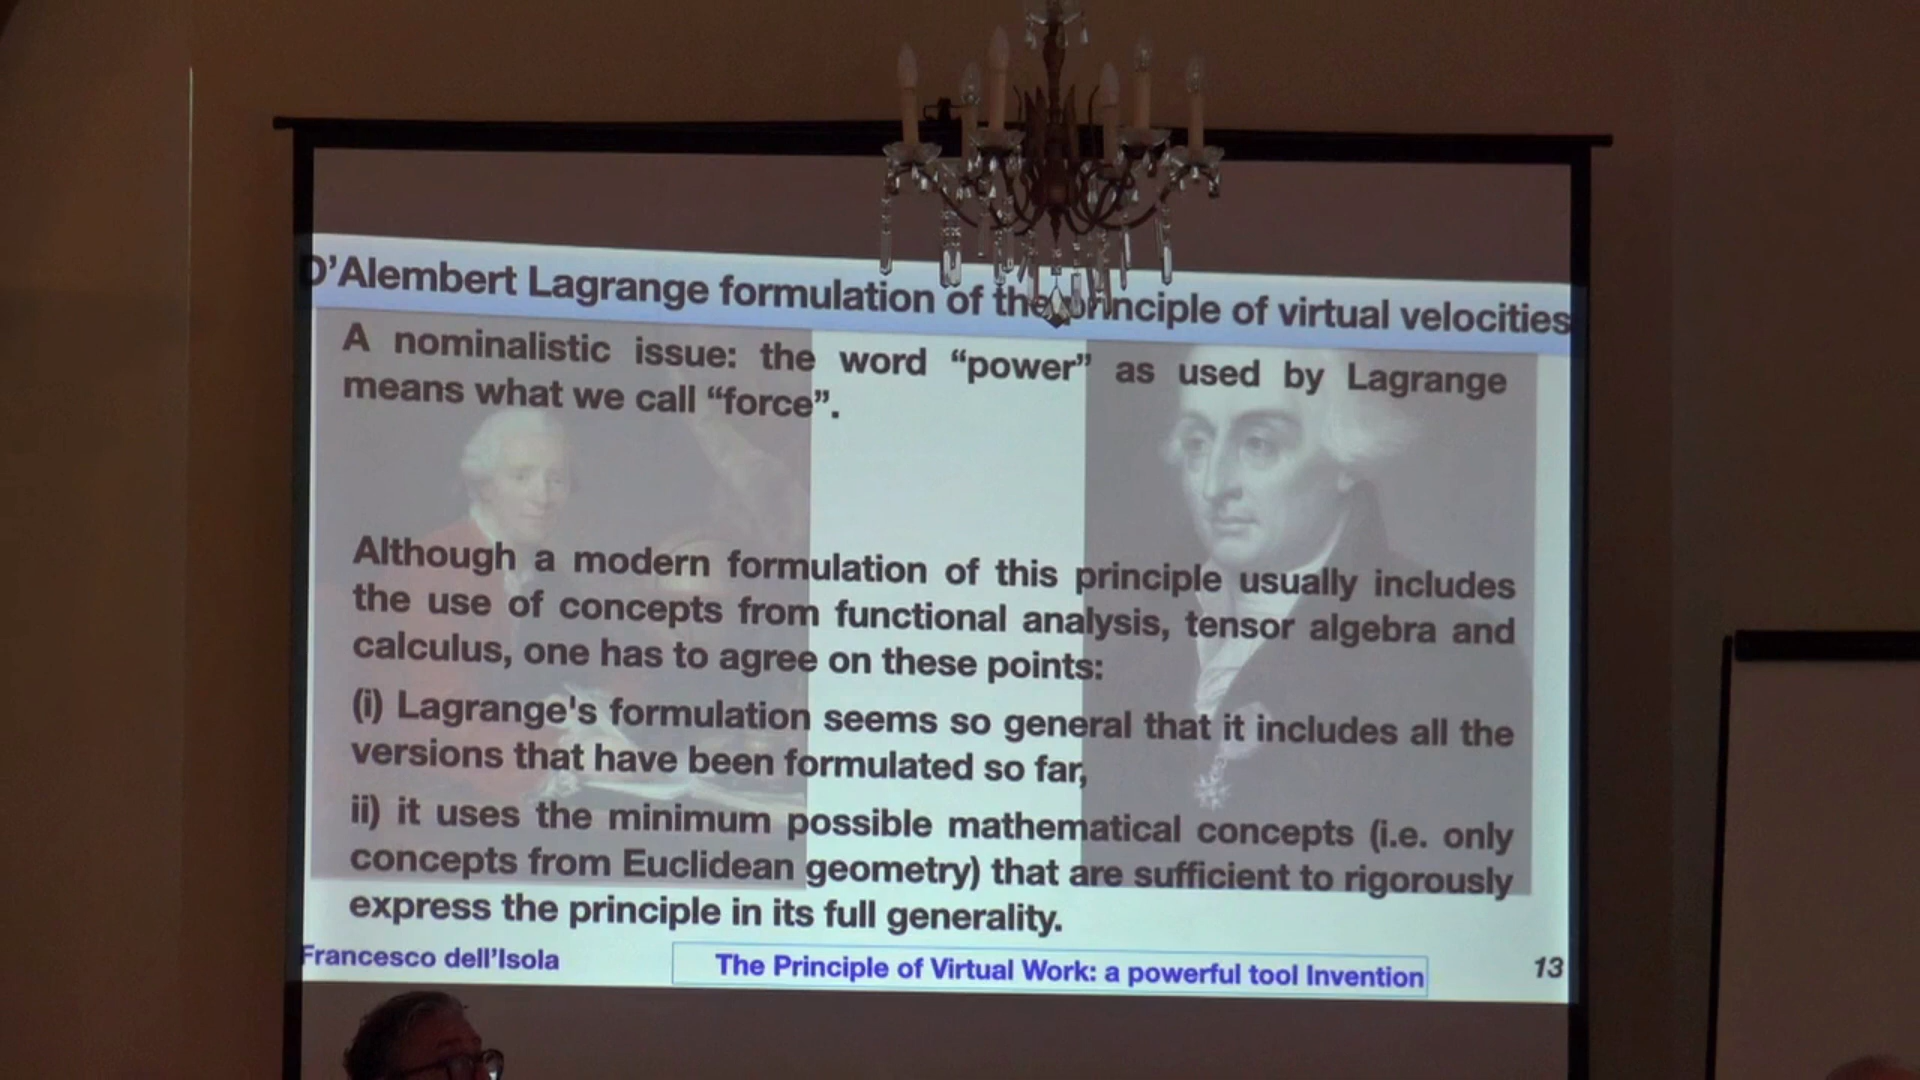 D’Alembert Lagrange formulation of the principle of virtual velocities
A nominalistic issue: the word “power” as used by Lagrange
means what we call “force”.
Although a modern formulation of this principle usually includes
the use of concepts from functional analysis, tensor algebra and
calculus, one has to agree on these points:
(i) Lagrange's formulation seems so general that it includes all the
versions that have been formulated so far,
ii) it uses the minimum possible mathematical concepts (i.e. only
concepts from Euclidean geometry) that are sufficient to rigorously
express the principle in its full generality.
Francesco dell’Isola
The Principle of Virtual Work: a powerful tool Invention
13